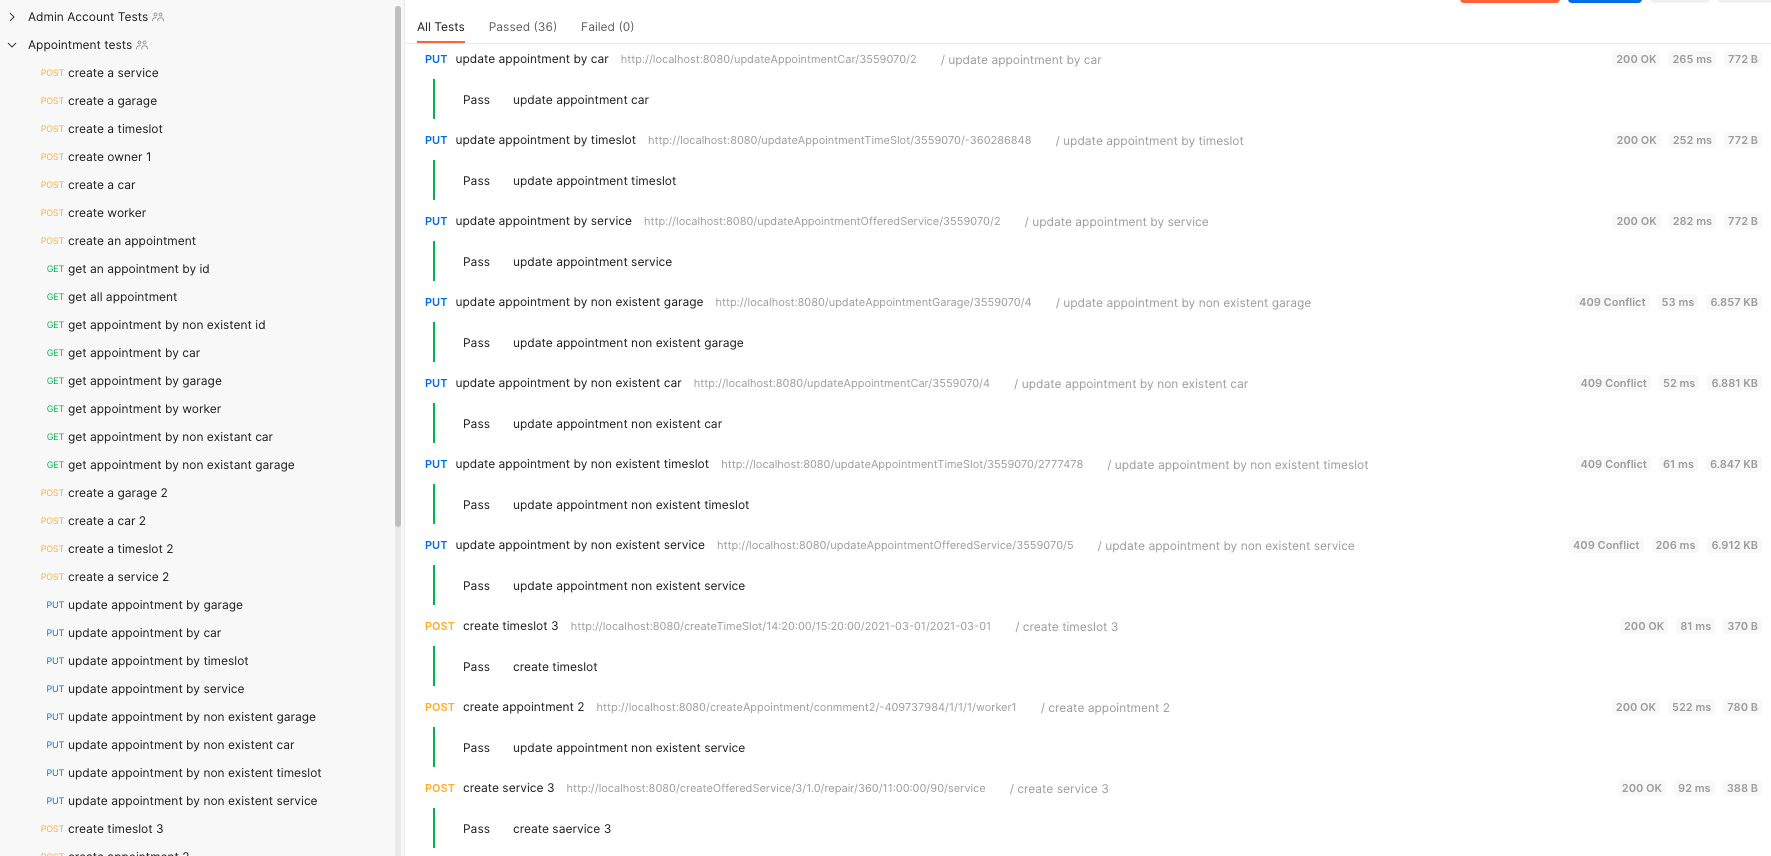 Admin Account Tests
Appointment tests
POST create a service
POST create a garage
POST create a timeslot
POST create owner 1
POST create a car
POST create worker
POST create an appointment
GET get an appointment by id
GET get all appointment
GET get appointment by non existent id
GET get appointment by car
GET get appointment by garage
GET get appointment by worker
GET get appointment by non existant car
GET get appointment by non existant garage
POST create a garage 2
POST create a car 2
POST create a timeslot 2
POST create a service 2
PUT update appointment by garage
PUT update appointment by car
PUT update appointment by timeslot
PUT update appointment by service
PUT update appointment by non existent garage
PUT update appointment by non existent car
PUT update appointment by non existent timeslot
PUT update appointment by non existent service
POST create timeslot 3
POST create appointment 2
All Tests Passed (36) Failed (0)
PUT update appointment by car http://localhost:8080/updateAppointmentCar/3559070/2 / update appointment by car 200 OK 265 ms 772 B
Pass update appointment car
PUT update appointment by timeslot http://localhost:8080/updateAppointmentTimeSlot/3559070/-360286848 / update appointment by timeslot 200 OK 252 ms 772 B
Pass update appointment timeslot
PUT update appointment by service http://localhost:8080/updateAppointmentOfferedService/3559070/2 / update appointment by service 200 OK 282 ms 772 B
Pass update appointment service
PUT update appointment by non existent garage http://localhost:8080/updateAppointmentGarage/3559070/4 / update appointment by non existent garage 409 Conflict 53 ms 6.857 KB
Pass update appointment non existent garage
PUT update appointment by non existent car http://localhost:8080/updateAppointmentCar/3559070/4 / update appointment by non existent car 409 Conflict 52 ms 6.881 KB
Pass update appointment non existent car
PUT update appointment by non existent timeslot http://localhost:8080/updateAppointmentTimeSlot/3559070/2777478 / update appointment by non existent timeslot 409 Conflict 61 ms 6.847 KB
Pass update appointment non existent timeslot
PUT update appointment by non existent service http://localhost:8080/updateAppointmentOfferedService/3559070/5 / update appointment by non existent service 409 Conflict 206 ms 6.912 KB
Pass update appointment non existent service
POST create timeslot 3 http://localhost:8080/createTimeSlot/14:20:00/15:20:00/2021-03-01/2021-03-01 / create timeslot 3 200 OK 81 ms 370 B
Pass create timeslot
POST create appointment 2 http://localhost:8080/createAppointment/conmment2/-409737984/1/1/1/worker1 / create appointment 2 200 OK 522 ms 780 B
Pass update appointment non existent service
POST create service 3 http://localhost:8080/createOfferedService/3/1.0/repair/360/11:00:00/90/service / create service 3 200 OK 92 ms 388 B
Pass create saervice 3